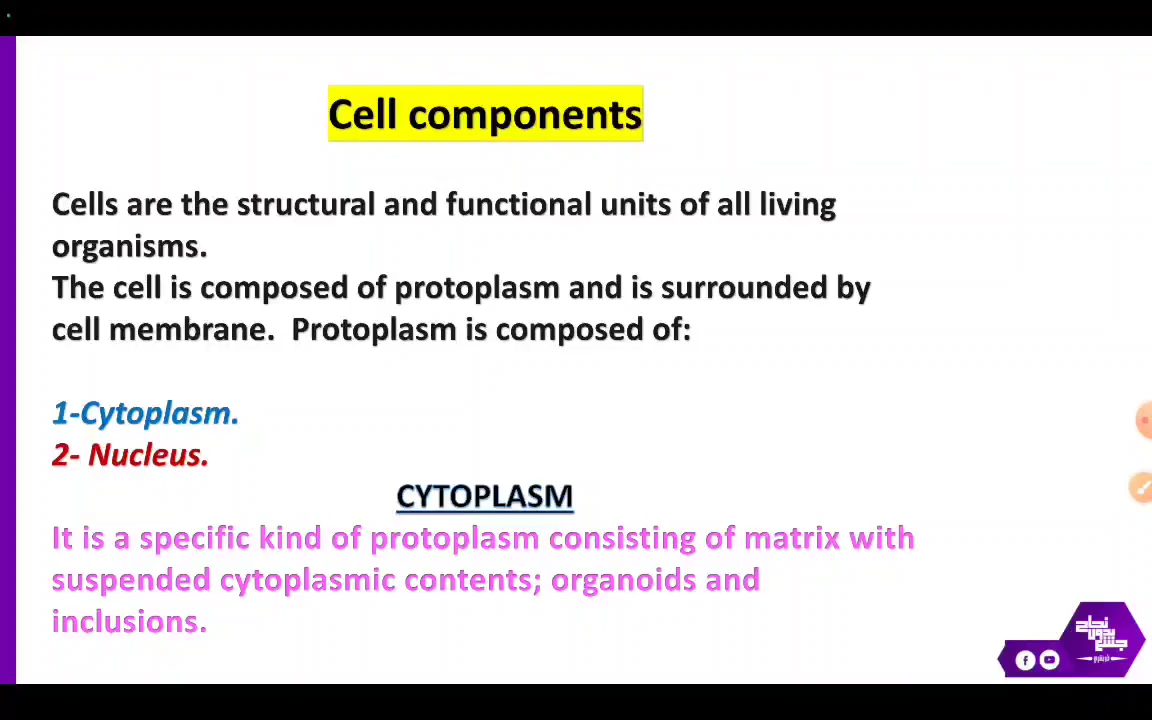 Cell components
Cells are the structural and functional units of all living
organisms.
The cell is composed of protoplasm and is surrounded by
cell membrane. Protoplasm is composed of:
1-Cytoplasm.
2- Nucleus.
CYTOPLASM
It is a specific kind of protoplasm consisting of matrix with
suspended cytoplasmic contents; organoids and
inclusions.
نجاح
بدون